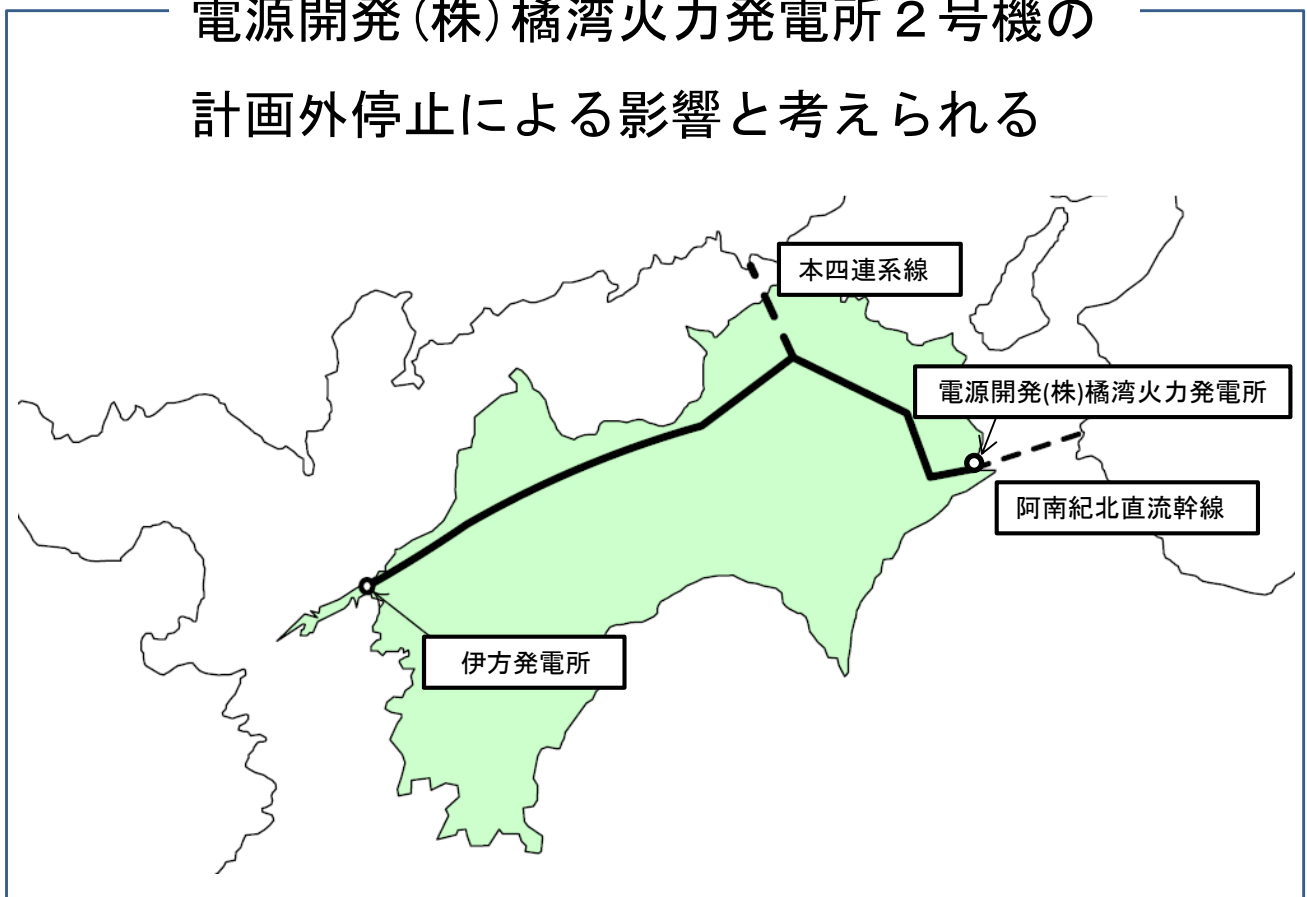 電源開発(株)橘湾火力発電所２号機の
計画外停止による影響と考えられる
本四連系線
電源開発(株)橘湾火力発電所
阿南紀北直流幹線
伊方発電所